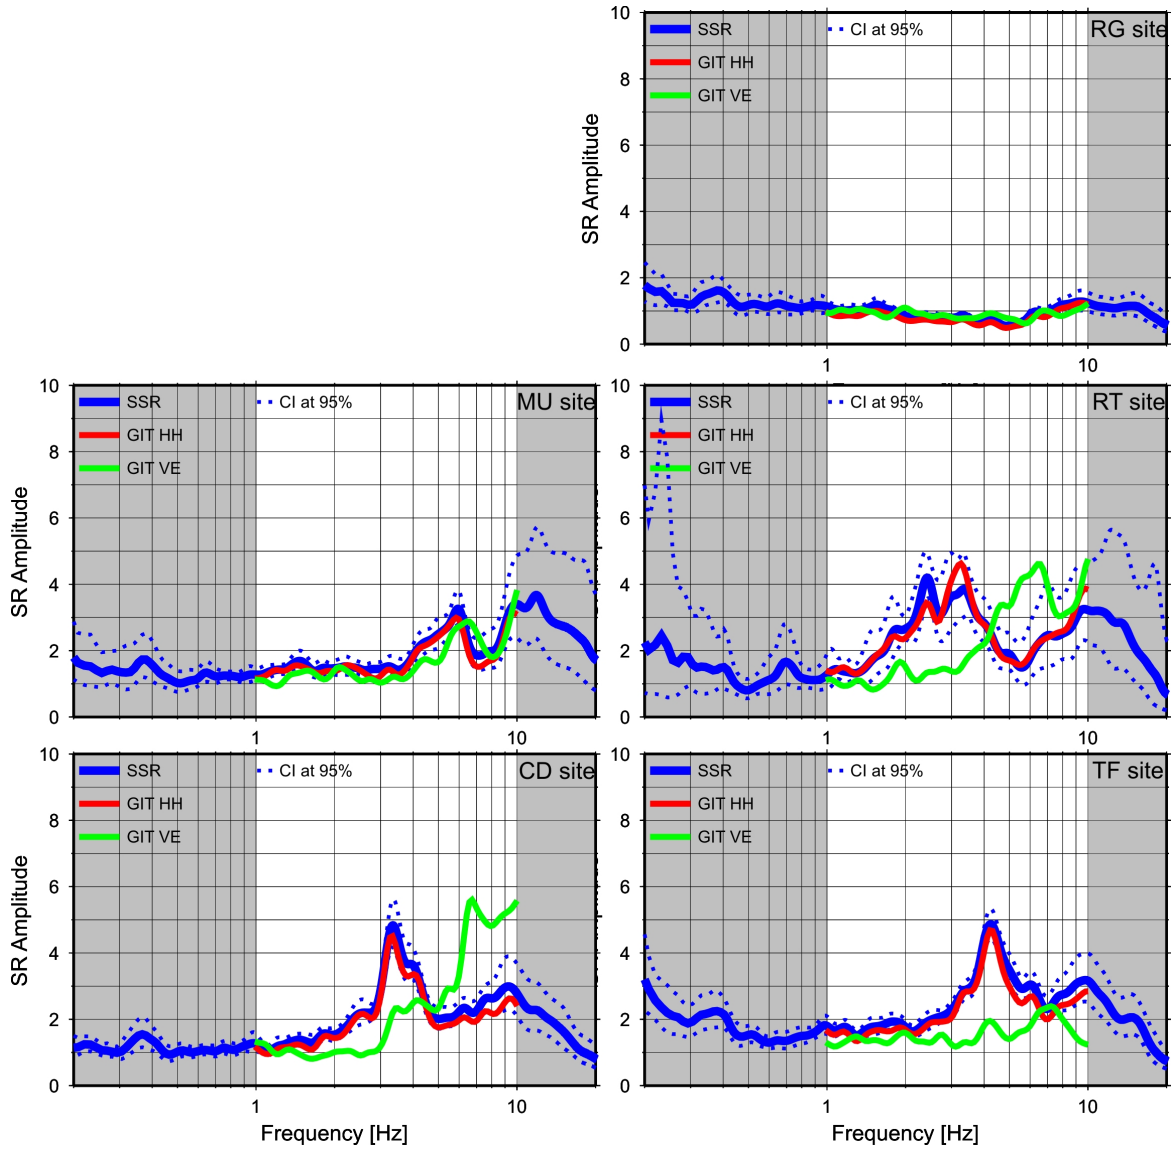 10
SSR
CI at 95%
RG site
GIT HH
8
GIT VE
6
SR Amplitude
4
2
0
1
10
10
SSR
CI at 95%
MU site
GIT HH
8
GIT VE
6
SR Amplitude
4
2
0
1
10
10
SSR
CI at 95%
RT site
GIT HH
8
GIT VE
6
4
2
0
1
10
10
SSR
CI at 95%
CD site
GIT HH
8
GIT VE
6
SR Amplitude
4
2
0
1
10
Frequency [Hz]
10
SSR
CI at 95%
TF site
GIT HH
8
GIT VE
6
4
2
0
1
10
Frequency [Hz]